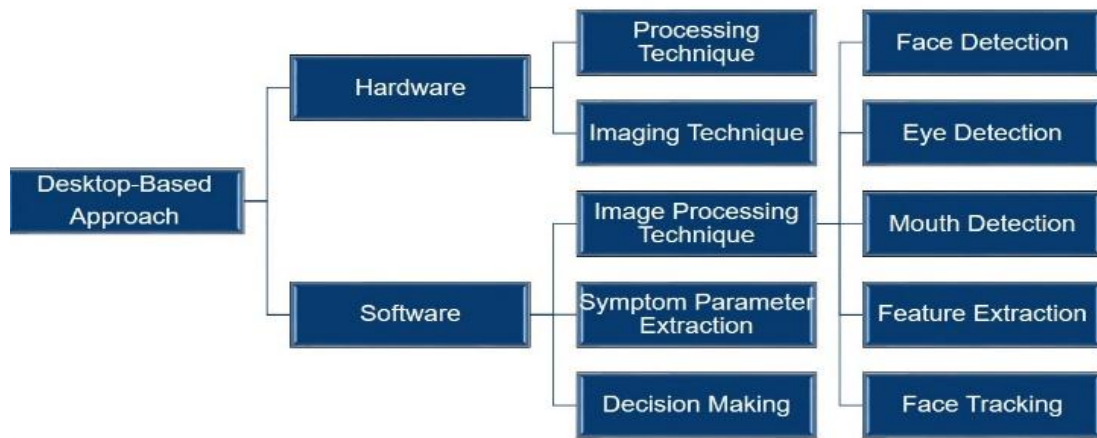 Desktop-Based
Approach
Hardware
Software
Processing
Technique
Imaging Technique
Image Processing
Technique
Symptom Parameter
Extraction
Decision Making
Face Detection
Eye Detection
Mouth Detection
Feature Extraction
Face Tracking